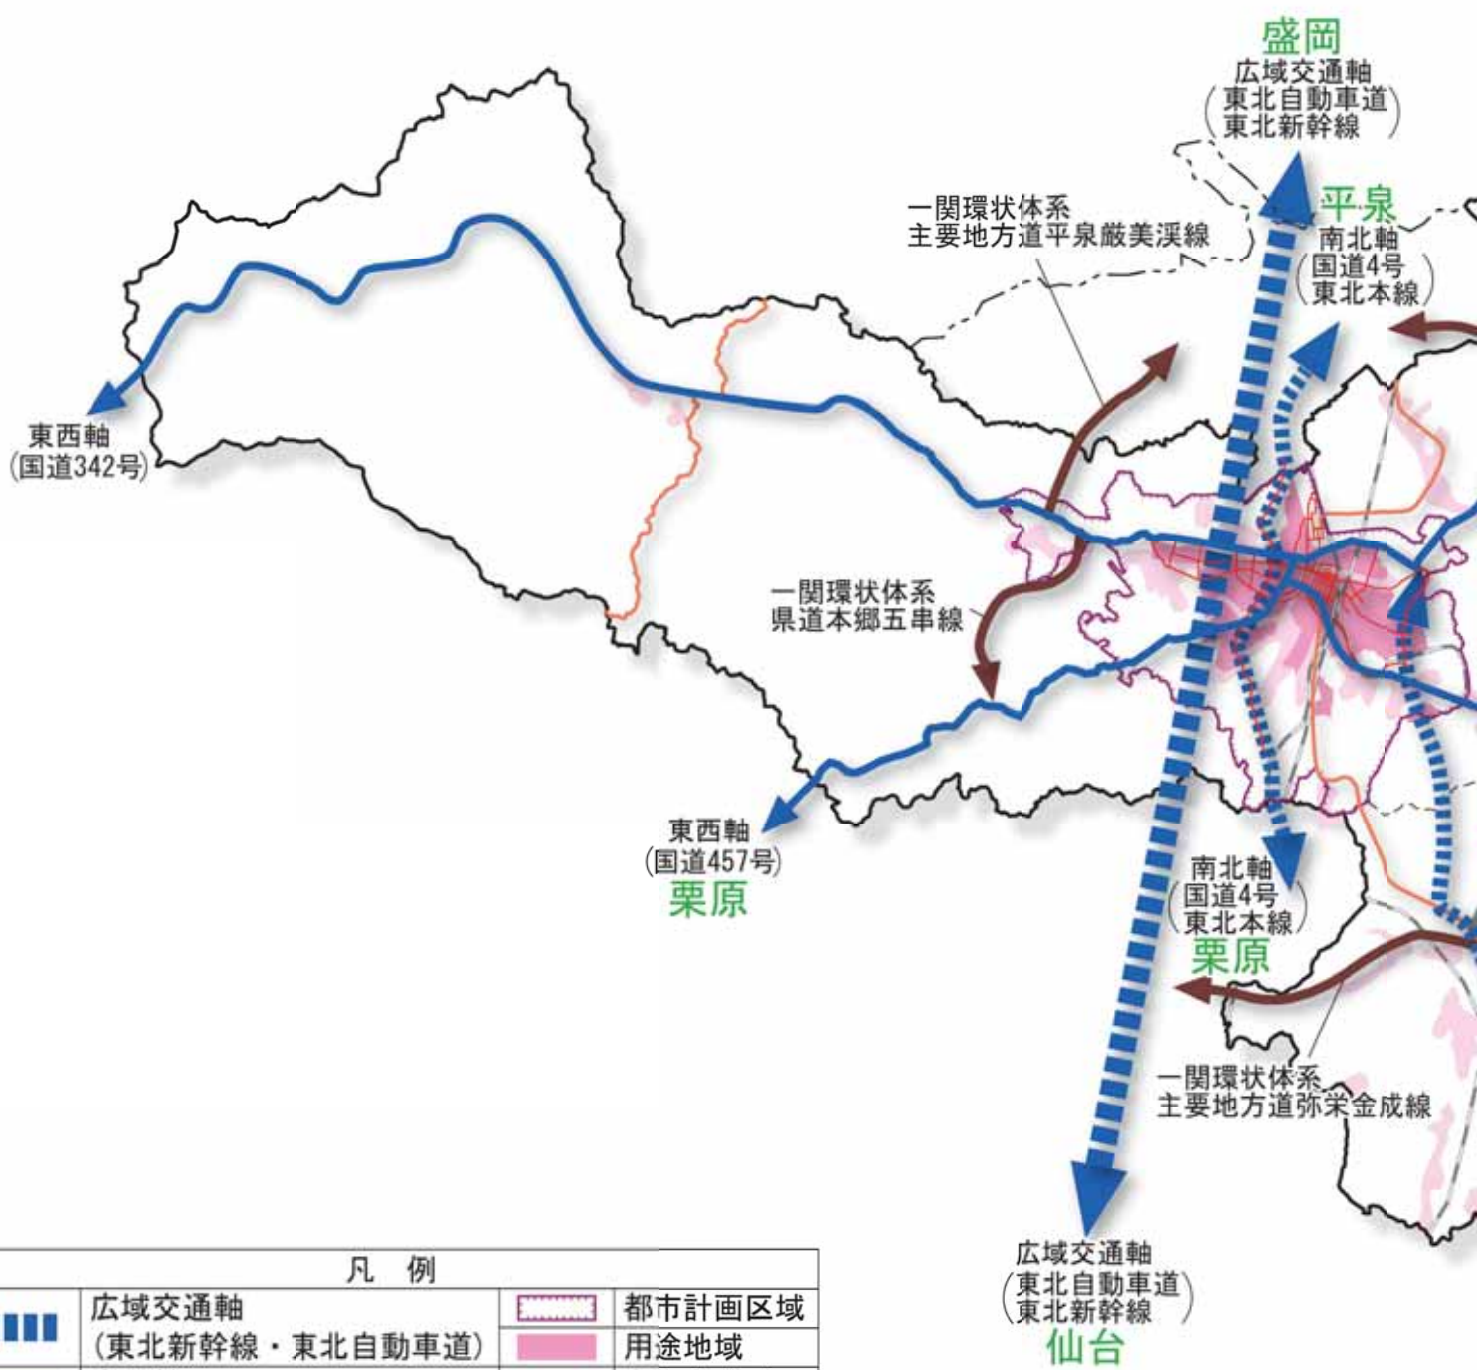 盛岡
広域交通軸
(東北自動車道
東北新幹線)
平泉
南北軸
(国道4号
東北本線)
一関環状体系
主要地方道平泉厳美渓線
東西軸
(国道342号)
一関環状体系
県道本郷五串線
東西軸
(国道457号)
栗原
南北軸
(国道4号
東北本線)
栗原
一関環状体系
主要地方道弥栄金成線
広域交通軸
(東北自動車道
東北新幹線)
仙台
凡 例
広域交通軸
(東北新幹線・東北自動車道)
都市計画区域
用途地域